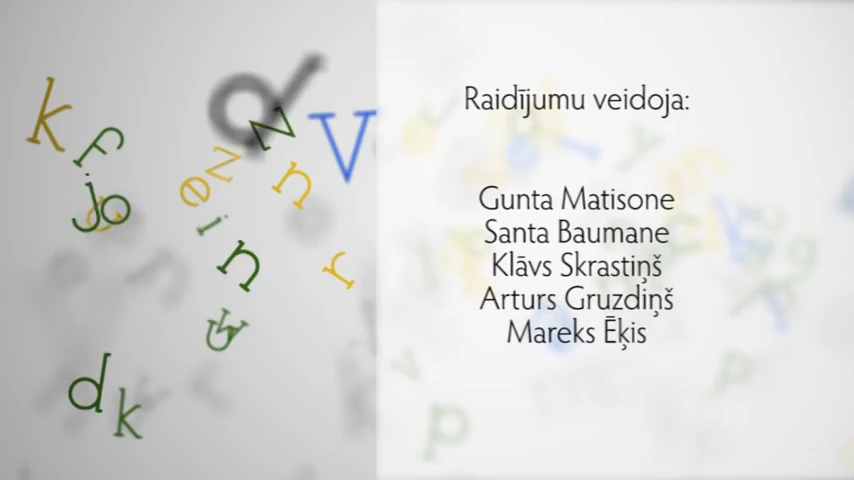 Raidījumu veidoja:
Gunta Matisone
Santa Baumane
Klāvs Skrastiņš
Arturs Gruzdiņš
Mareks Ēķis